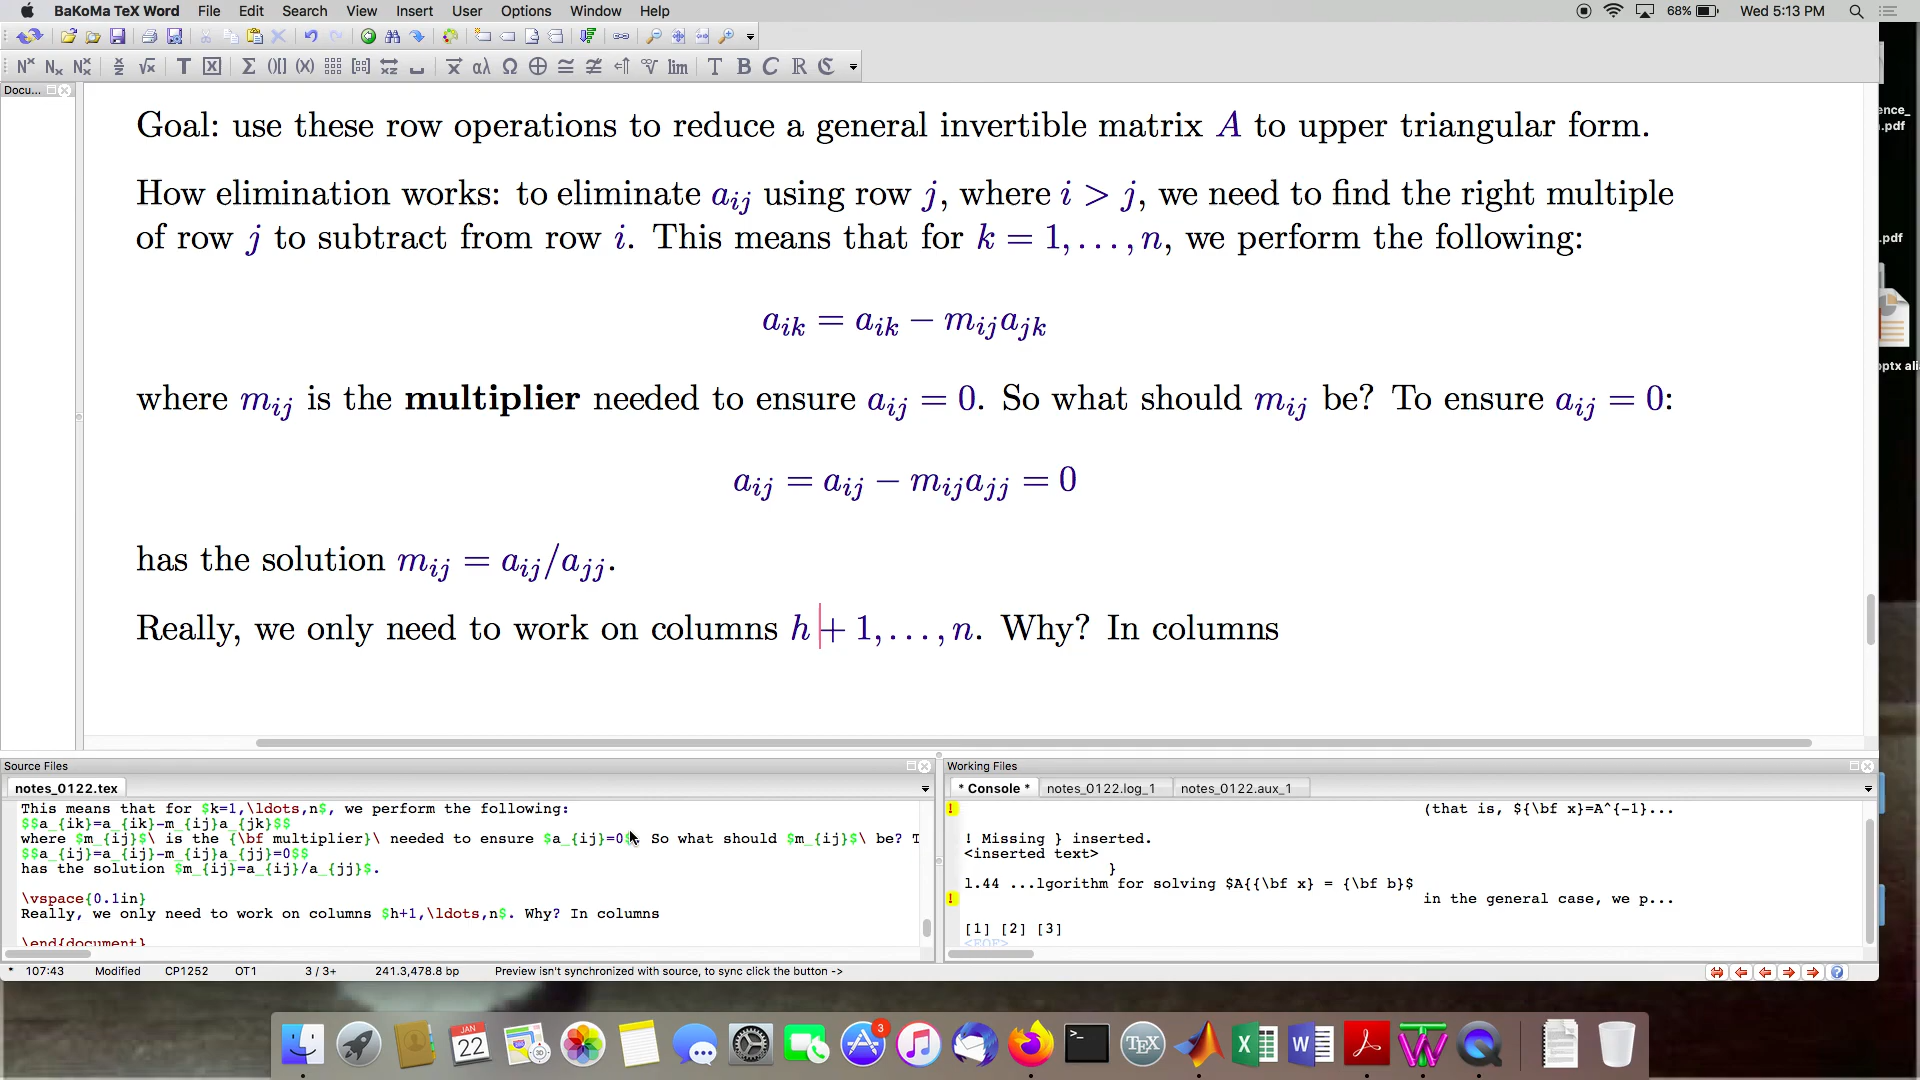 BaKoMa TeX Word File Edit Search View Insert User Options Window Help 68% Wed 5:13 PM
Docu...
Goal: use these row operations to reduce a general invertible matrix A to upper triangular form.
How elimination works: to eliminate a_{ij} using row j, where i > j, we need to find the right multiple
of row j to subtract from row i. This means that for k = 1, . . . , n, we perform the following:
a_{ik} = a_{ik} − m_{ij}a_{jk}
where m_{ij} is the multiplier needed to ensure a_{ij} = 0. So what should m_{ij} be? To ensure a_{ij} = 0:
a_{ij} = a_{ij} − m_{ij}a_{jj} = 0
has the solution m_{ij} = a_{ij}/a_{jj}.
Really, we only need to work on columns h + 1, . . . , n. Why? In columns
ence_
.pdf
.pdf
pptx ali
Source Files
notes_0122.tex
This means that for $k=1,\ldots,n$, we perform the following:
$$a_{ik}=a_{ik}-m_{ij}a_{jk}$$
where $m_{ij}$\ is the {\bf multiplier}\ needed to ensure $a_{ij}=0$. So what should $m_{ij}$\ be? T
$$a_{ij}=a_{ij}-m_{ij}a_{jj}=0$$
has the solution $m_{ij}=a_{ij}/a_{jj}$.
\vspace{0.1in}
Really, we only need to work on columns $h+1,\ldots,n$. Why? In columns
\end{document}
Working Files
* Console * notes_0122.log_1 notes_0122.aux_1
(that is, ${\bf x}=A^{-1}...
! Missing } inserted.
<inserted text>
}
l.44 ...lgorithm for solving $A{{\bf x} = {\bf b}$
in the general case, we p...
[1] [2] [3]
<EOF>
* 107:43 Modified CP1252 OT1 3 / 3+ 241.3,478.8 bp Preview isn't synchronized with source, to sync click the button ->
JAN
22
3
TEX